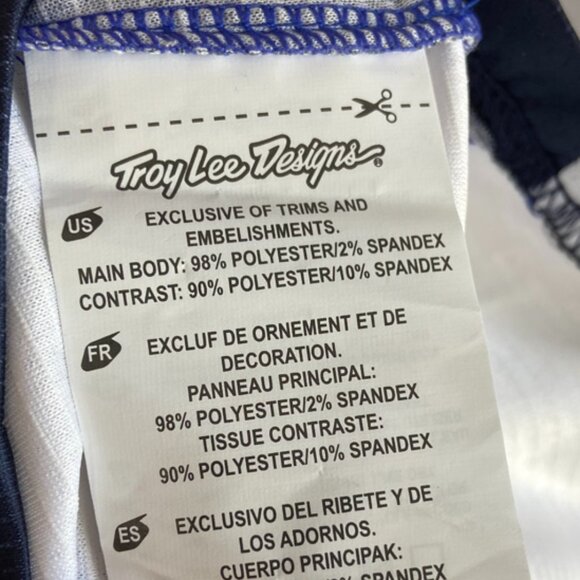 Troy Lee Designs
US
EXCLUSIVE OF TRIMS AND
EMBELISHMENTS.
MAIN BODY: 98% POLYESTER/2% SPANDEX
CONTRAST: 90% POLYESTER/10% SPANDEX
FR
EXCLUF DE ORNEMENT ET DE
DECORATION.
PANNEAU PRINCIPAL:
98% POLYESTER/2% SPANDEX
TISSUE CONTRASTE:
90% POLYESTER/10% SPANDEX
ES
EXCLUSIVO DEL RIBETE Y DE
LOS ADORNOS.
CUERPO PRINCIPAK: